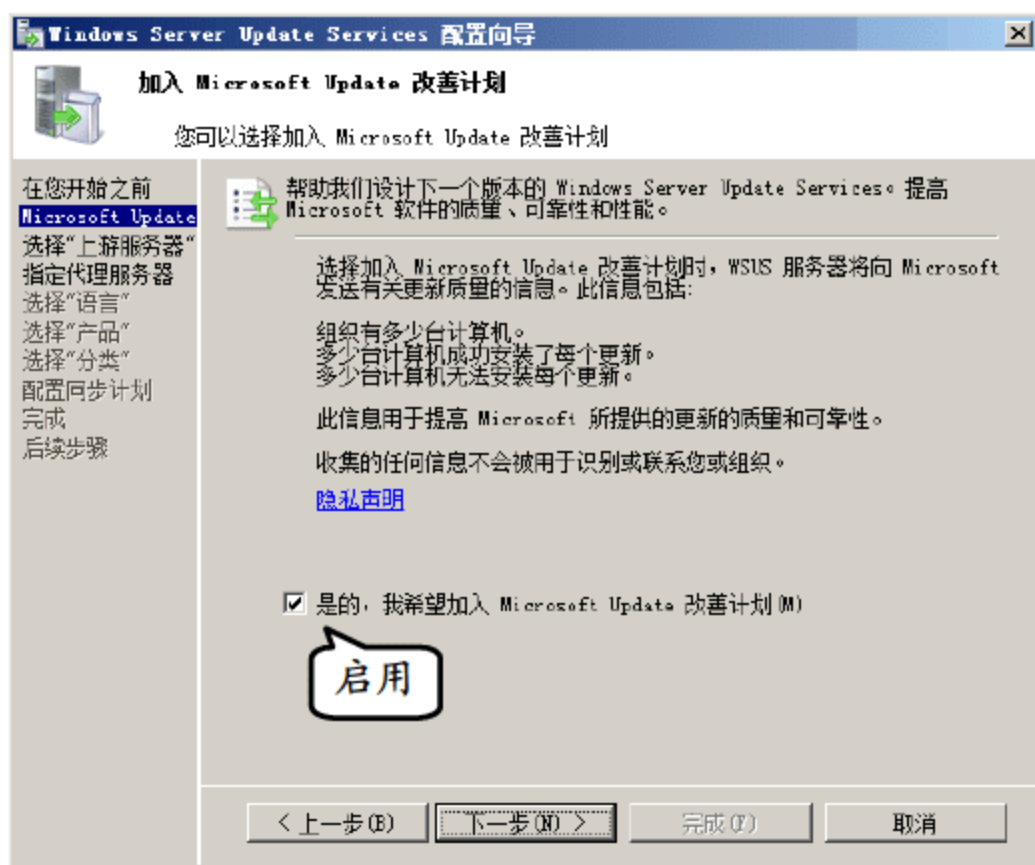 Windows Server Update Services 配置向导
加入 Microsoft Update 改善计划
您可以选择加入 Microsoft Update 改善计划
在您开始之前
Microsoft Update
选择“上游服务器”
指定代理服务器
选择“语言”
选择“产品”
选择“分类”
配置同步计划
完成
后续步骤
帮助我们设计下一个版本的 Windows Server Update Services。提高
Microsoft 软件的质量、可靠性和性能。
选择加入 Microsoft Update 改善计划时，WSUS 服务器将向 Microsoft
发送有关更新质量的信息。此信息包括:
组织有多少台计算机。
多少台计算机成功安装了每个更新。
多少台计算机无法安装每个更新。
此信息用于提高 Microsoft 所提供的更新的质量和可靠性。
收集的任何信息不会被用于识别或联系您或组织。
隐私声明
是的，我希望加入 Microsoft Update 改善计划(M)
启用
< 上一步(B)
下一步(N) >
完成(F)
取消